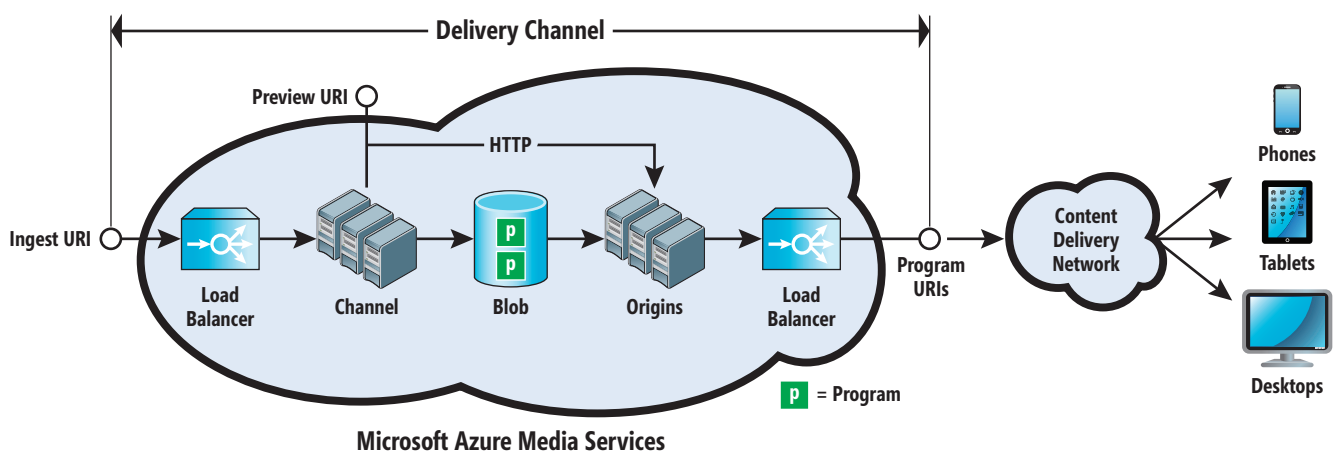 Delivery Channel
Preview URI
HTTP
Ingest URI
Load
Balancer
Channel
p
p
Blob
Origins
Load
Balancer
Program
URIs
Content
Delivery
Network
Phones
Tablets
Desktops
p = Program
Microsoft Azure Media Services